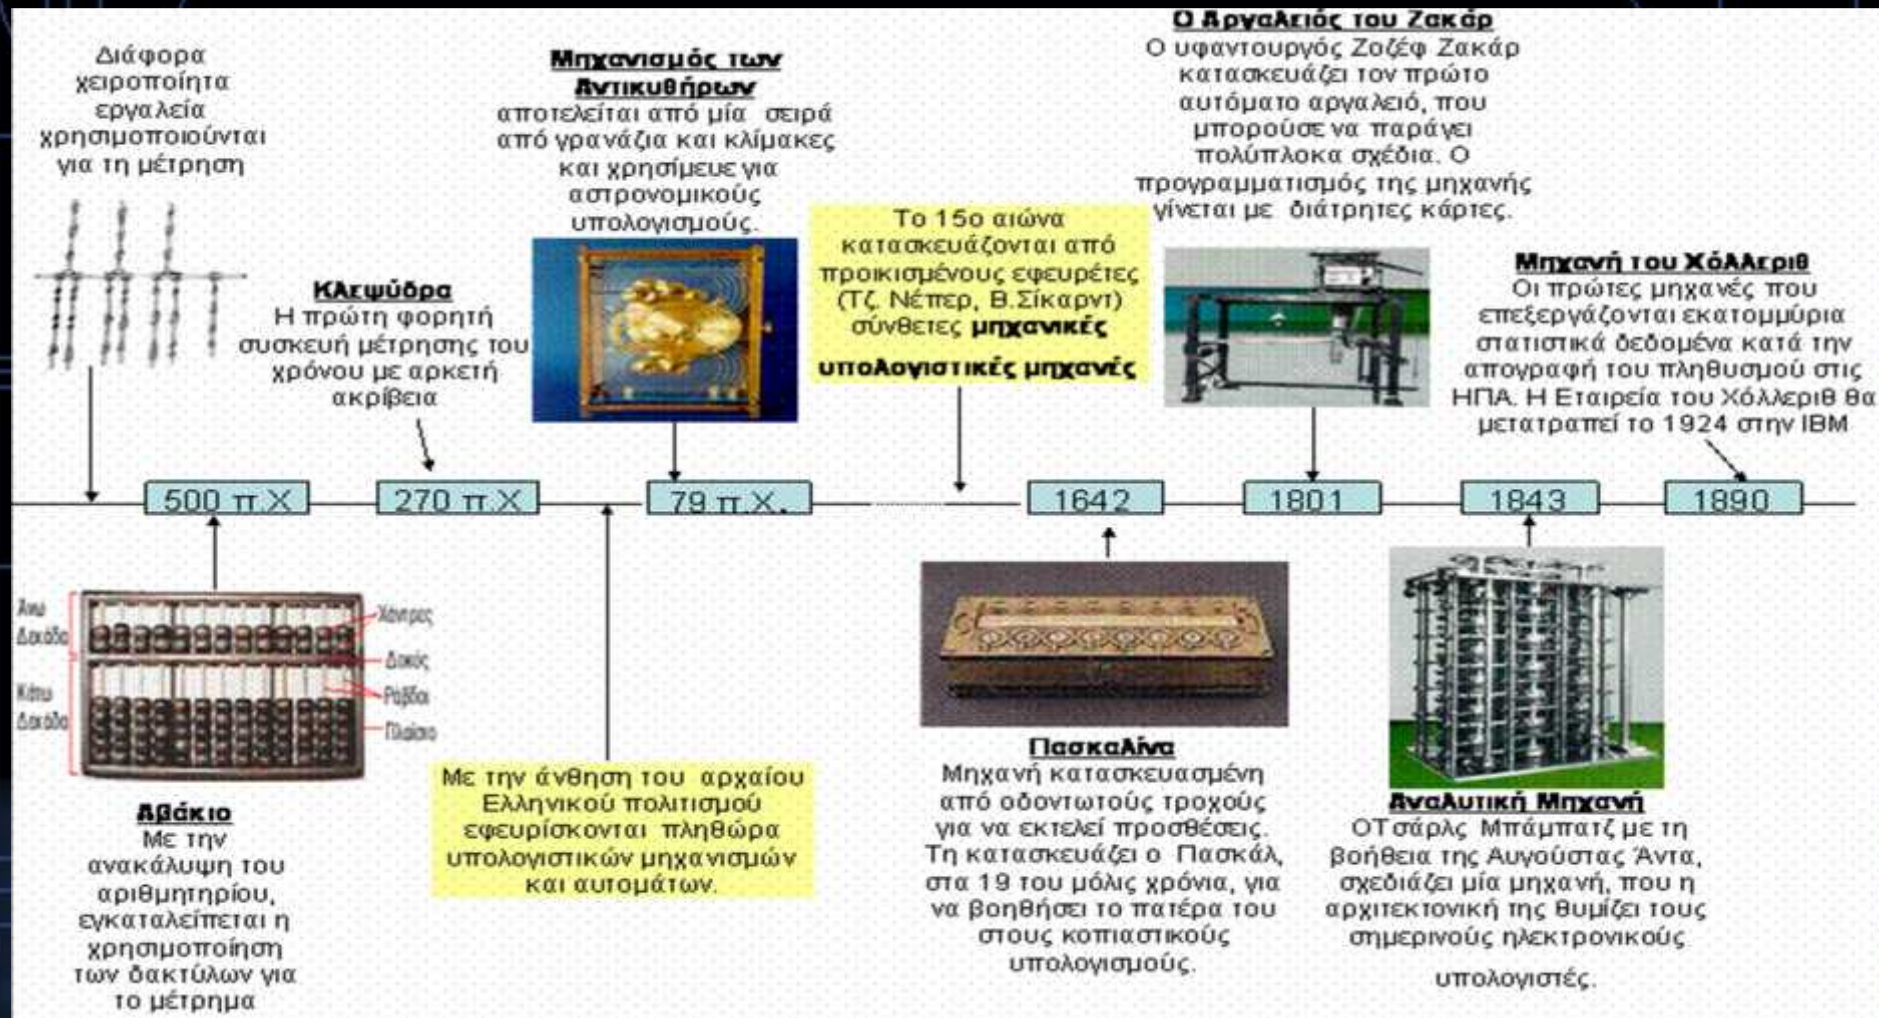 Διάφορα
χειροποίητα
εργαλεία
χρησιμοποιούνται
για τη μέτρηση
Κλεψύδρα
Η πρώτη φορητή
συσκευή μέτρησης του
χρόνου με αρκετή
ακρίβεια
Μηχανισμός των
Αντικυθήρων
αποτελείται από μία σειρά
από γρανάζια και κλίμακες
και χρησίμευε για
αστρονομικούς
υπολογισμούς.
Το 15ο αιώνα
κατασκευάζονται από
προικισμένους εφευρέτες
(Τζ. Νέπερ, Β.Σίκαρντ)
σύνθετες μηχανικές
υπολογιστικές μηχανές
Ο Αργαλειός του Ζακάρ
Ο υφαντουργός Ζοζέφ Ζακάρ
κατασκευάζει τον πρώτο
αυτόματο αργαλειό, που
μπορούσε να παράγει
πολύπλοκα σχέδια. Ο
προγραμματισμός της μηχανής
γίνεται με διάτρητες κάρτες.
Μηχανή του Χόλλεριθ
Οι πρώτες μηχανές που
επεξεργάζονται εκατομμύρια
στατιστικά δεδομένα κατά την
απογραφή του πληθυσμού στις
ΗΠΑ. Η Εταιρεία του Χόλλεριθ θα
μετατραπεί το 1924 στην ΙΒΜ
500 π.Χ
270 π.Χ
79 π.Χ.
1642
1801
1843
1890
Άνω
Δεκάδα
Κάτω
Δεκάδα
Χάντρες
Δοκός
Ράβδοι
Πλαίσιο
Αβάκιο
Με την
ανακάλυψη του
αριθμητηρίου,
εγκαταλείπεται η
χρησιμοποίηση
των δακτύλων για
το μέτρημα
Με την άνθηση του αρχαίου
Ελληνικού πολιτισμού
εφευρίσκονται πληθώρα
υπολογιστικών μηχανισμών
και αυτομάτων.
Πασκαλίνα
Μηχανή κατασκευασμένη
από οδοντωτούς τροχούς
για να εκτελεί προσθέσεις.
Τη κατασκευάζει ο Πασκάλ,
στα 19 του μόλις χρόνια, για
να βοηθήσει το πατέρα του
στους κοπιαστικούς
υπολογισμούς.
Αναλυτική Μηχανή
ΟΤσάρλς Μπάμπατζ με τη
βοήθεια της Αυγούστας Άντα,
σχεδιάζει μία μηχανή, που η
αρχιτεκτονική της θυμίζει τους
σημερινούς ηλεκτρονικούς
υπολογιστές.